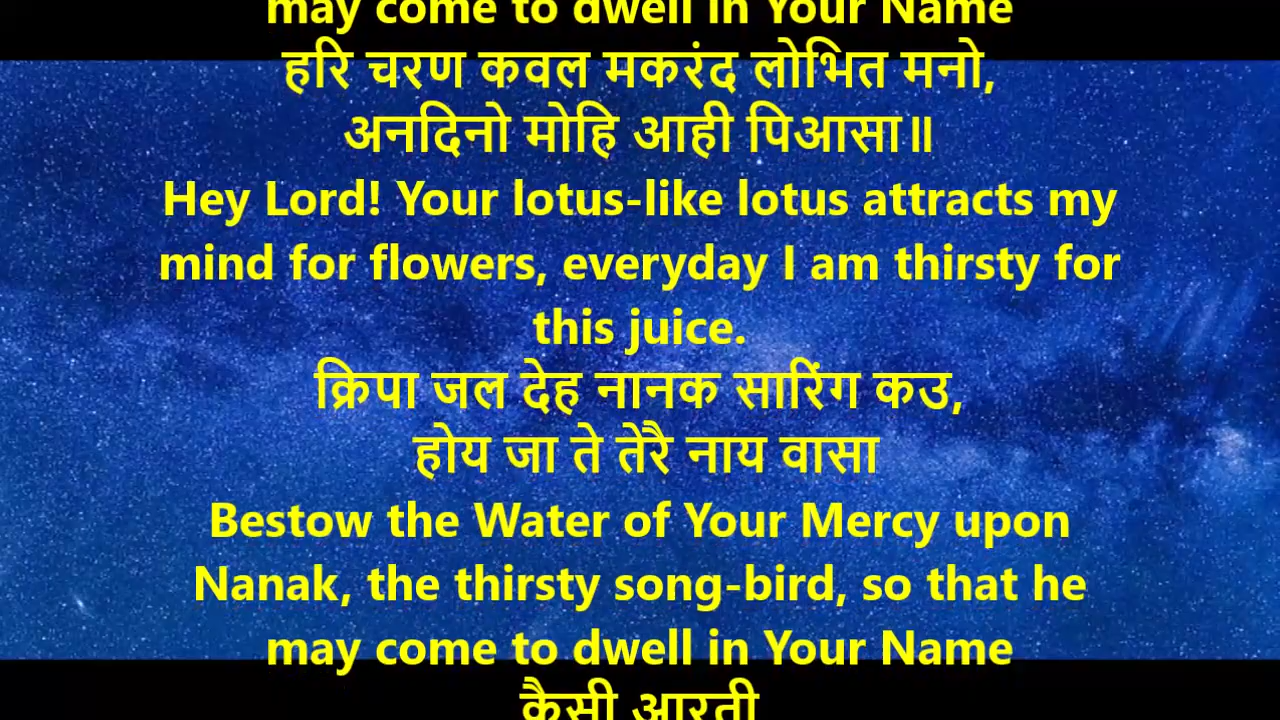 may come to dwell in Your Name
हरि चरण कवल मकरंद लोभित मनो,
अनदिनो मोहि आही पिआसा॥
Hey Lord! Your lotus-like lotus attracts my
mind for flowers, everyday I am thirsty for
this juice.
क्रिपा जल देह नानक सारिंग कउ,
होय जा ते तेरै नाय वासा
Bestow the Water of Your Mercy upon
Nanak, the thirsty song-bird, so that he
may come to dwell in Your Name
कैसी आरती